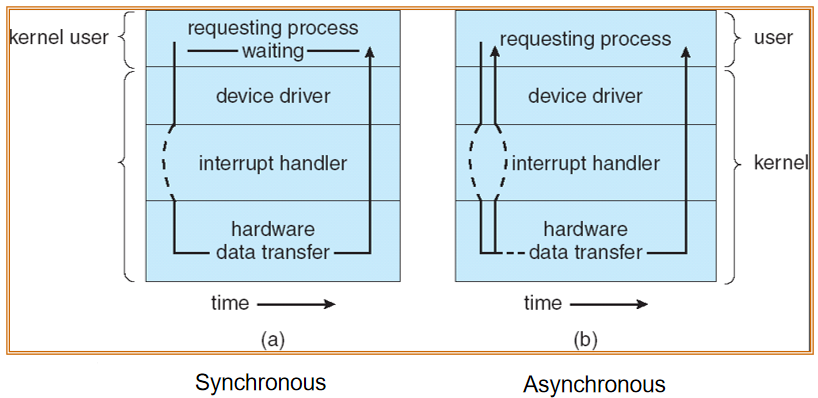 kernel user
requesting process
waiting
device driver
interrupt handler
hardware
data transfer
time
(a)
requesting process
user
device driver
interrupt handler
kernel
hardware
data transfer
time
(b)
Synchronous
Asynchronous